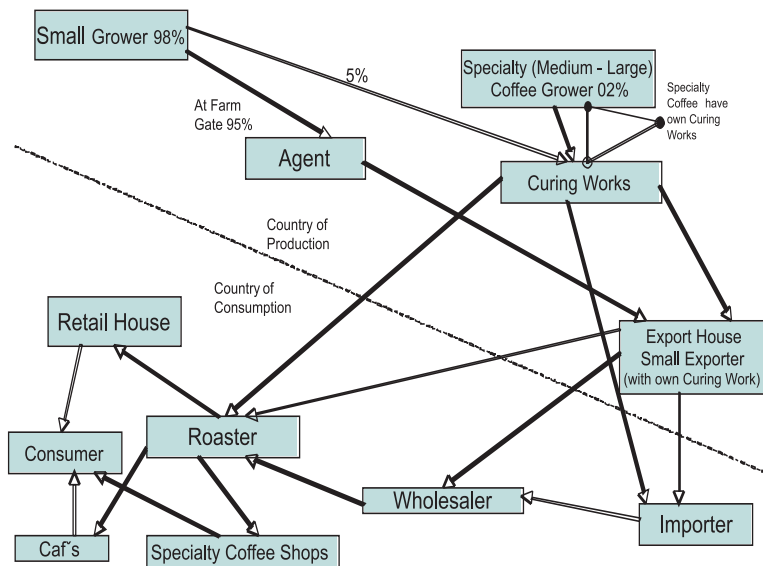 Small Grower 98%
5%
Specialty (Medium - Large)
Coffee Grower 02%
Specialty
Coffee have
own Curing
Works
At Farm
Gate 95%
Agent
Curing Works
Country of
Production
Country of
Consumption
Retail House
Export House
Small Exporter
(with own Curing Work)
Roaster
Consumer
Wholesaler
Importer
Caf˜s
Specialty Coffee Shops